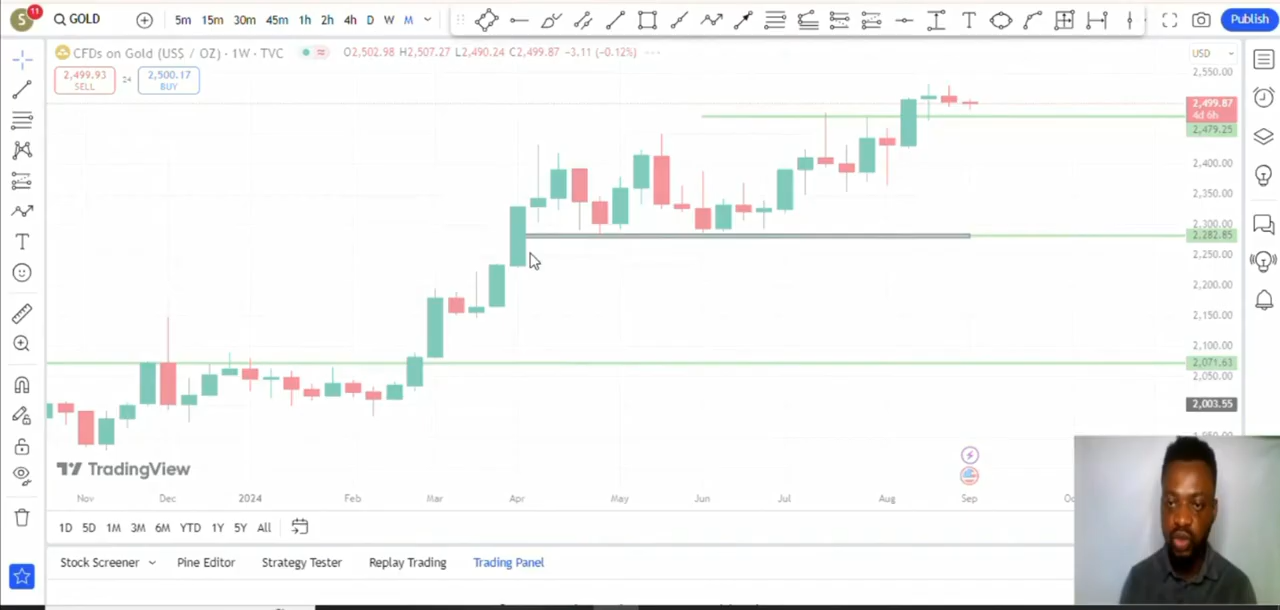 S 11 GOLD 5m 15m 30m 45m 1h 2h 4h D W M T Publish
CFDs on Gold (US$ / OZ) · 1W · TVC O2,502.98 H2,507.27 L2,490.24 C2,499.87 −3.11 (−0.12%)
USD
2,499.93
SELL
24
2,500.17
BUY
2,550.00
2,499.87
4d 6h
2,479.25
2,400.00
2,350.00
2,300.00
2,282.85
2,250.00
2,200.00
2,150.00
2,100.00
2,071.63
2,050.00
2,003.55
TradingView
Nov Dec 2024 Feb Mar Apr May Jun Jul Aug Sep
1D 5D 1M 3M 6M YTD 1Y 5Y All
Stock Screener Pine Editor Strategy Tester Replay Trading Trading Panel